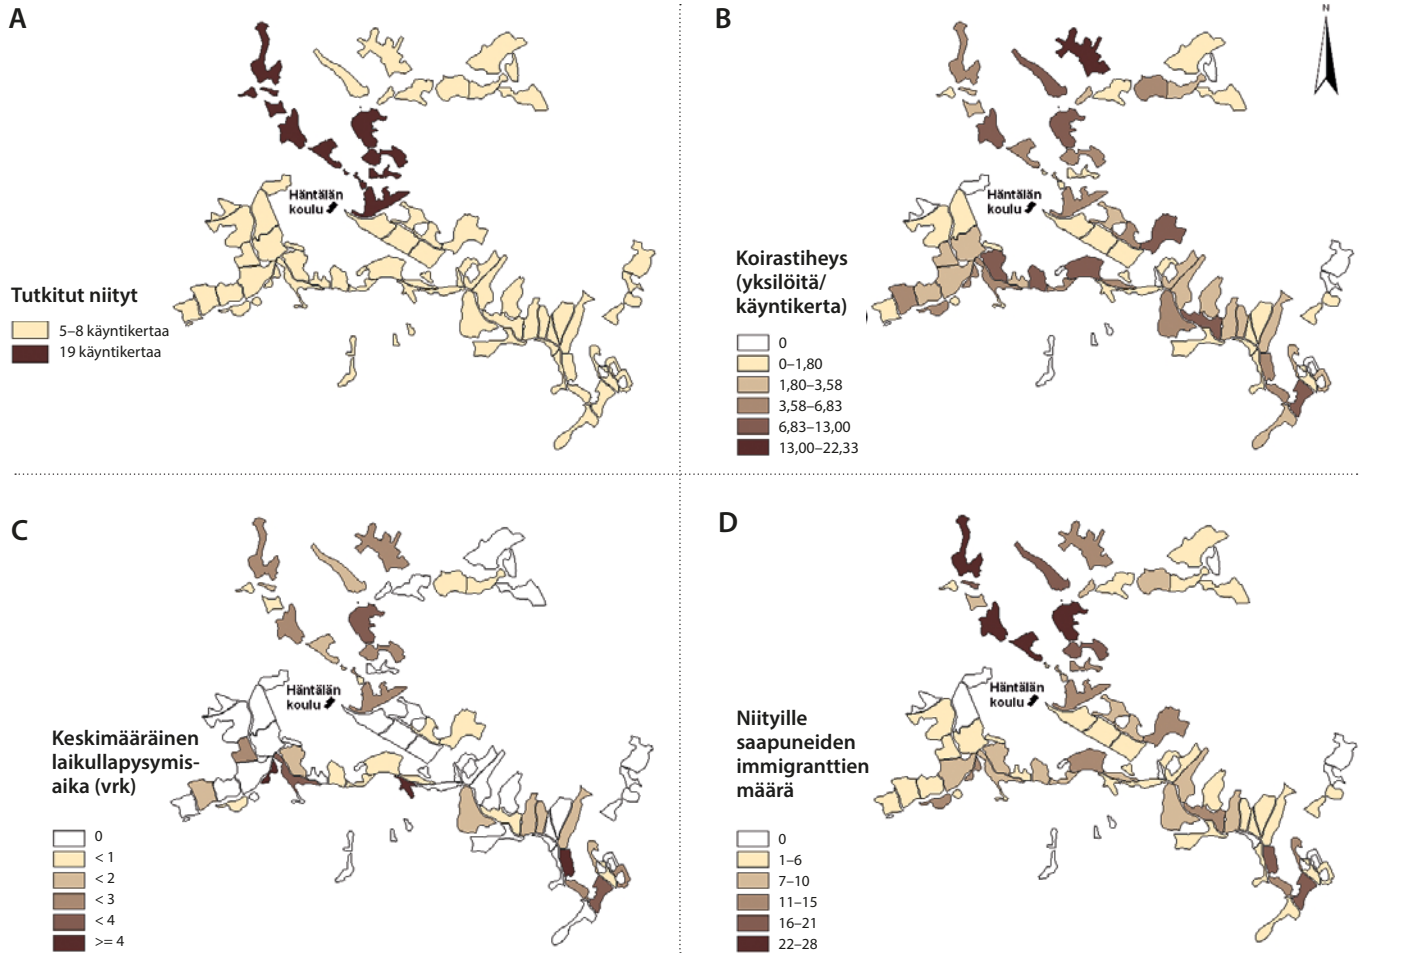 A
Häntälän
koulu
Tutkitut niityt
5–8 käyntikertaa
19 käyntikertaa
B
N
Häntälän
koulu
Koirastiheys
(yksilöitä/
käyntikerta)
0
0–1,80
1,80–3,58
3,58–6,83
6,83–13,00
13,00–22,33
C
Häntälän
koulu
Keskimääräinen
laikullapysymis-
aika (vrk)
0
< 1
< 2
< 3
< 4
>= 4
D
Häntälän
koulu
Niityille
saapuneiden
immigranttien
määrä
0
1–6
7–10
11–15
16–21
22–28